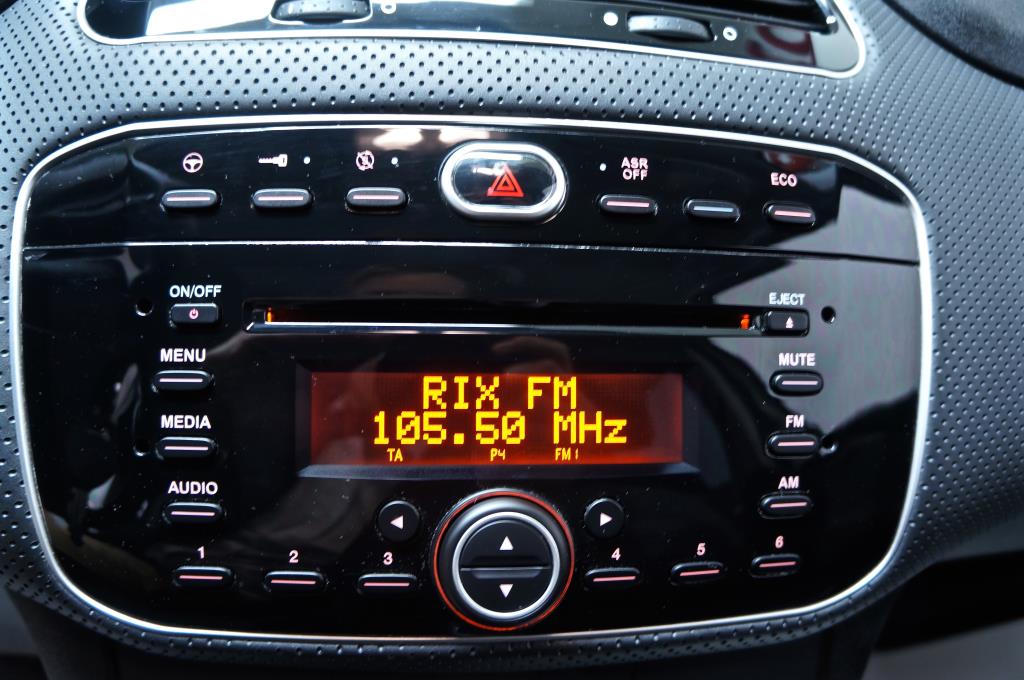 ASR
OFF
ECO
ON/OFF
EJECT
MENU
MUTE
RIX FM
MEDIA
105.50 MHz
FM
TA P4 FM1
AUDIO
AM
1 2 3 4 5 6